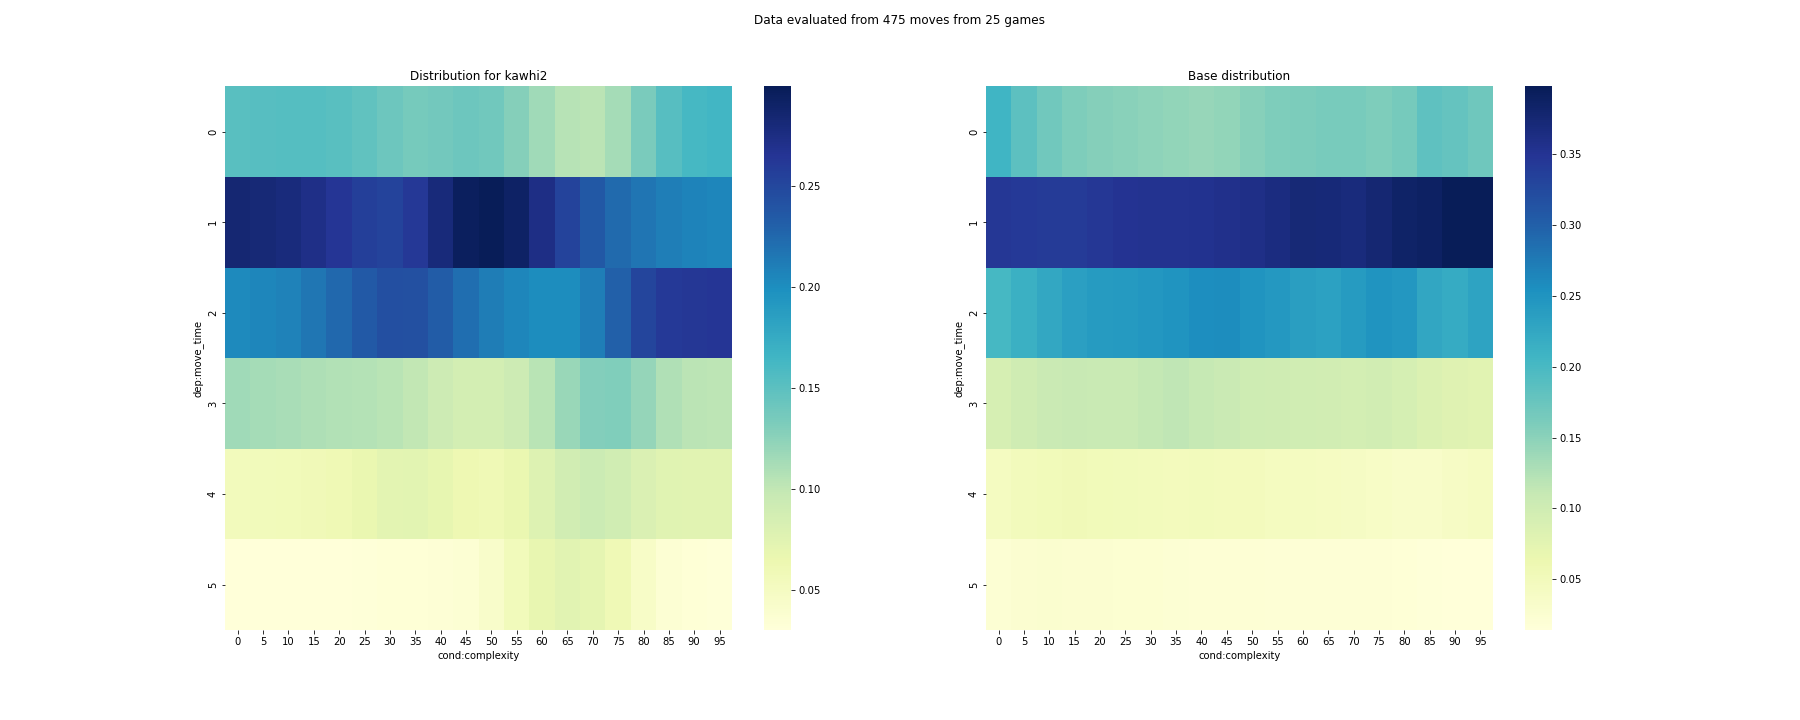 Data evaluated from 475 moves from 25 games
Distribution for kawhi2
dep:move_time
0
1
2
3
4
5
0 5 10 15 20 25 30 35 40 45 50 55 60 65 70 75 80 85 90 95
cond:complexity
0.25
0.20
0.15
0.10
0.05
Base distribution
dep:move_time
0
1
2
3
4
5
0 5 10 15 20 25 30 35 40 45 50 55 60 65 70 75 80 85 90 95
cond:complexity
0.35
0.30
0.25
0.20
0.15
0.10
0.05